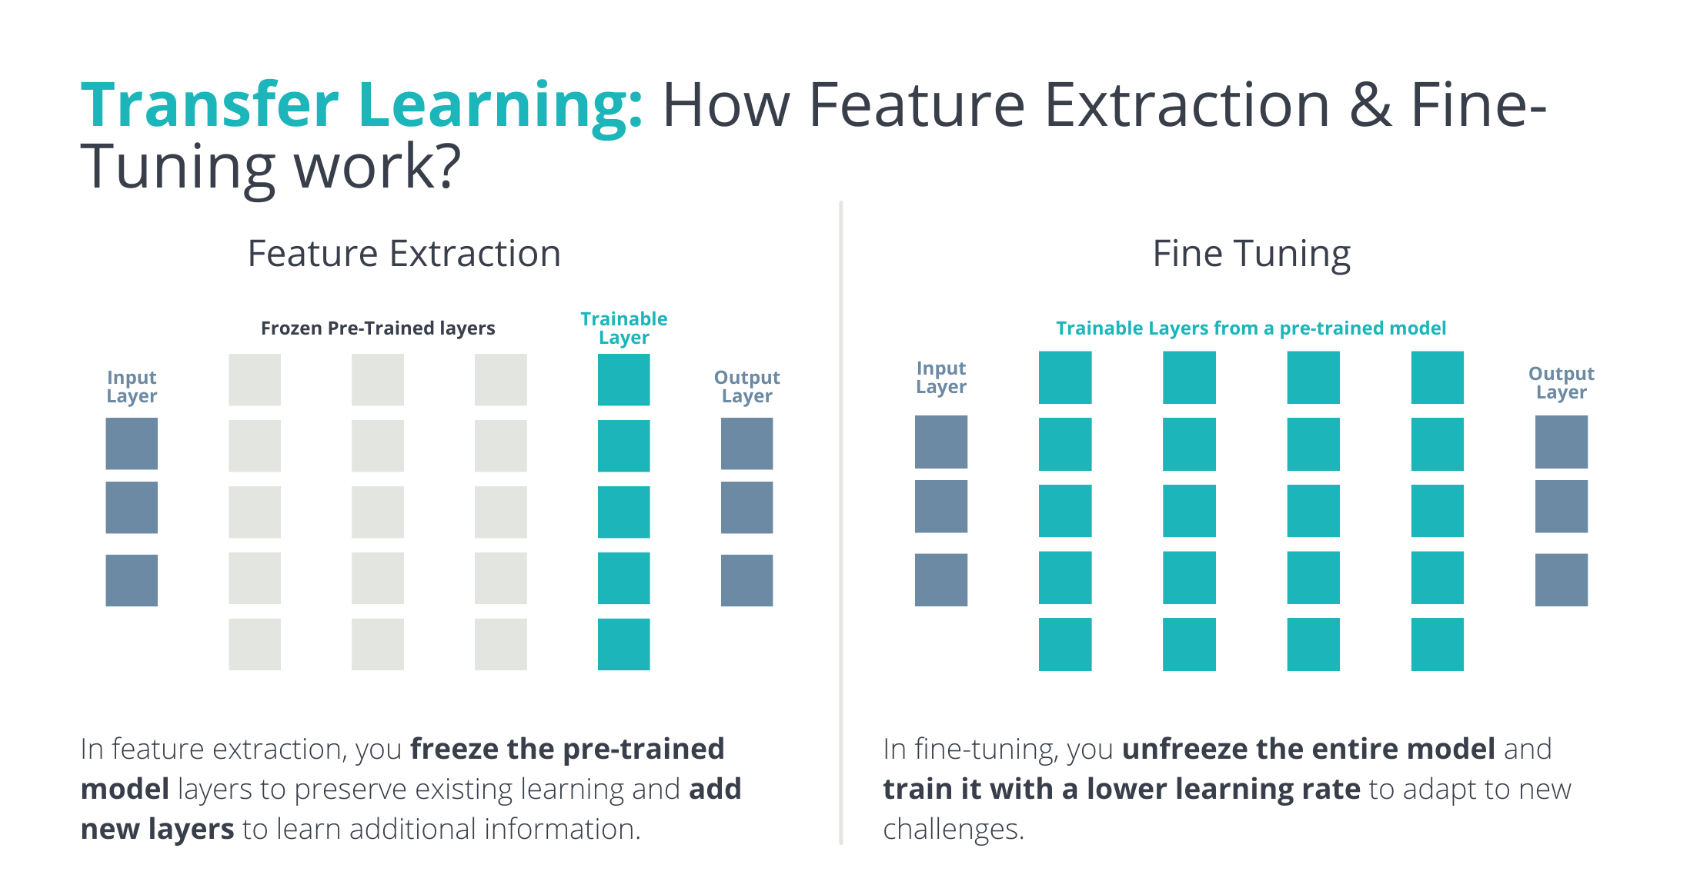 Transfer Learning: How Feature Extraction & Fine-
Tuning work?
Feature Extraction
Frozen Pre-Trained layers
Trainable
Layer
Input
Layer
Output
Layer
In feature extraction, you freeze the pre-trained
model layers to preserve existing learning and add
new layers to learn additional information.
Fine Tuning
Trainable Layers from a pre-trained model
Input
Layer
Output
Layer
In fine-tuning, you unfreeze the entire model and
train it with a lower learning rate to adapt to new
challenges.